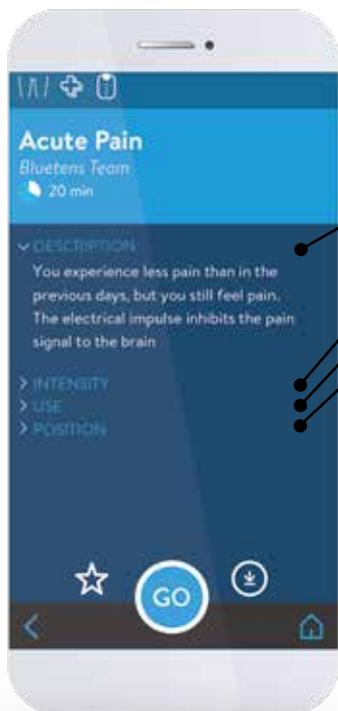 Acute Pain
Bluetens Team
20 min
DESCRIPTION
You experience less pain than in the
previous days, but you still feel pain.
The electrical impulse inhibits the pain
signal to the brain
INTENSITY
USE
POSITION
GO